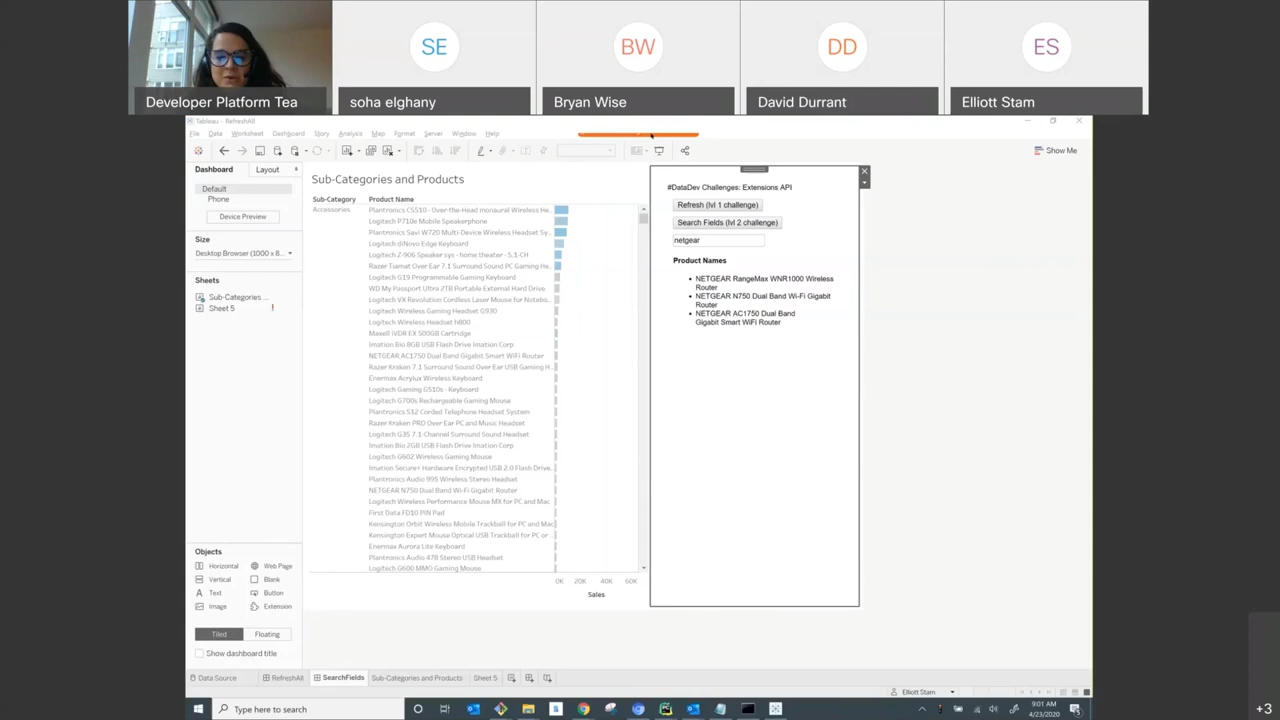 SE
BW
DD
ES
Developer Platform Tea
soha elghany
Bryan Wise
David Durrant
Elliott Stam
Tableau - RefreshAll
File Data Worksheet Dashboard Story Analysis Map Format Server Window Help
Show Me
Dashboard Layout
Default
Phone
Device Preview
Size
Desktop Browser (1000 x 8...
Sheets
Sub-Categories ...
Sheet 5
Objects
Horizontal Web Page
Vertical Blank
Text Button
Image Extension
Tiled Floating
Show dashboard title
Sub-Categories and Products
Sub-Category Product Name
Accessories Plantronics CS510 - Over-the-Head monaural Wireless He...
Logitech P710e Mobile Speakerphone
Plantronics Savi W720 Multi-Device Wireless Headset Sy...
Logitech diNovo Edge Keyboard
Logitech Z-906 Speaker sys - home theater - 5.1-CH
Razer Tiamat Over Ear 7.1 Surround Sound PC Gaming He...
Logitech G19 Programmable Gaming Keyboard
WD My Passport Ultra 2TB Portable External Hard Drive
Logitech VX Revolution Cordless Laser Mouse for Notebo...
Logitech Wireless Gaming Headset G930
Logitech Wireless Headset h800
Maxell iVDR EX 500GB Cartridge
Imation Bio 8GB USB Flash Drive Imation Corp
NETGEAR AC1750 Dual Band Gigabit Smart WiFi Router
Razer Kraken 7.1 Surround Sound Over Ear USB Gaming H...
Enermax Acrylux Wireless Keyboard
Logitech Gaming G510s - Keyboard
Logitech G700s Rechargeable Gaming Mouse
Plantronics S12 Corded Telephone Headset System
Razer Kraken PRO Over Ear PC and Music Headset
Logitech G35 7.1-Channel Surround Sound Headset
Imation Bio 2GB USB Flash Drive Imation Corp
Logitech G602 Wireless Gaming Mouse
Imation Secure+ Hardware Encrypted USB 2.0 Flash Drive...
Plantronics Audio 995 Wireless Stereo Headset
NETGEAR N750 Dual Band Wi-Fi Gigabit Router
Logitech Wireless Performance Mouse MX for PC and Mac
First Data FD10 PIN Pad
Kensington Orbit Wireless Mobile Trackball for PC and Mac
Kensington Expert Mouse Optical USB Trackball for PC or ...
Enermax Aurora Lite Keyboard
Plantronics Audio 478 Stereo USB Headset
Logitech G600 MMO Gaming Mouse
0K 20K 40K 60K
Sales
#DataDev Challenges: Extensions API
Refresh (lvl 1 challenge)
Search Fields (lvl 2 challenge)
netgear
Product Names
NETGEAR RangeMax WNR1000 Wireless
Router
NETGEAR N750 Dual Band Wi-Fi Gigabit
Router
NETGEAR AC1750 Dual Band
Gigabit Smart WiFi Router
Data Source RefreshAll SearchFields Sub-Categories and Products Sheet 5
Elliott Stam
Type here to search
9:01 AM
4/23/2020
+3